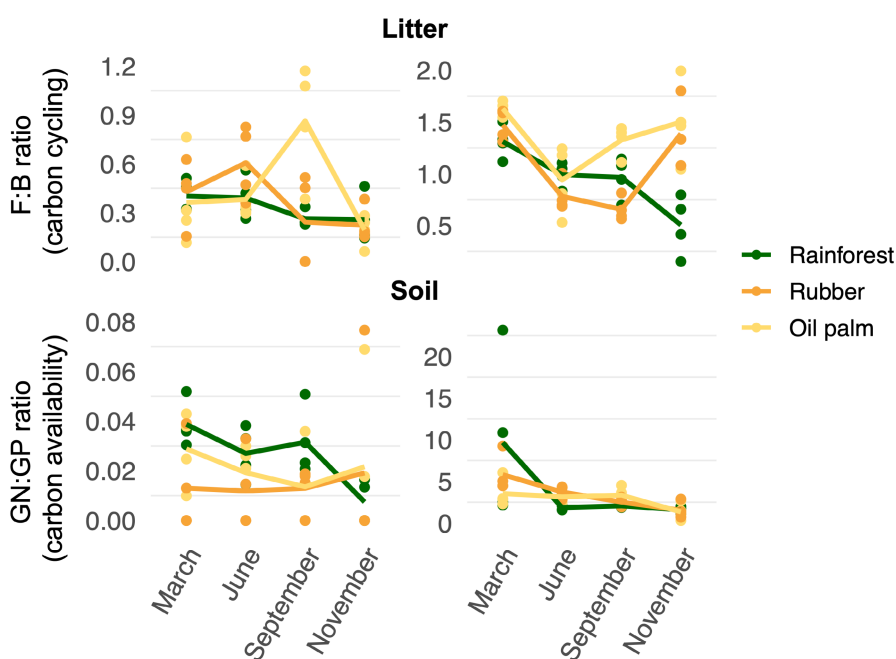 Litter
F:B ratio
(carbon cycling)
1.2
0.9
0.6
0.3
0.0
2.0
1.5
1.0
0.5
Soil
GN:GP ratio
(carbon availability)
0.08
0.06
0.04
0.02
0.00
20
15
10
5
0
March
June
September
November
March
June
September
November
Rainforest
Rubber
Oil palm